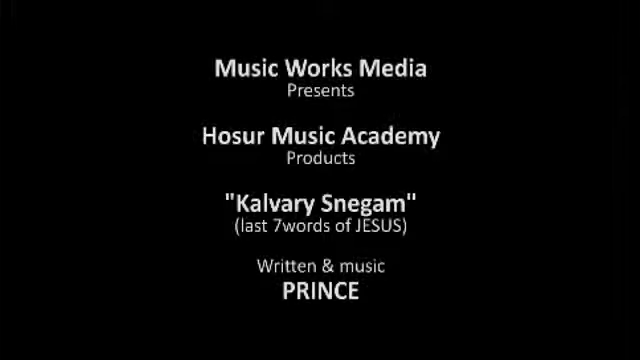 Music Works Media
Presents
Hosur Music Academy
Products
"Kalvary Snegam"
(last 7words of JESUS)
Written & music
PRINCE